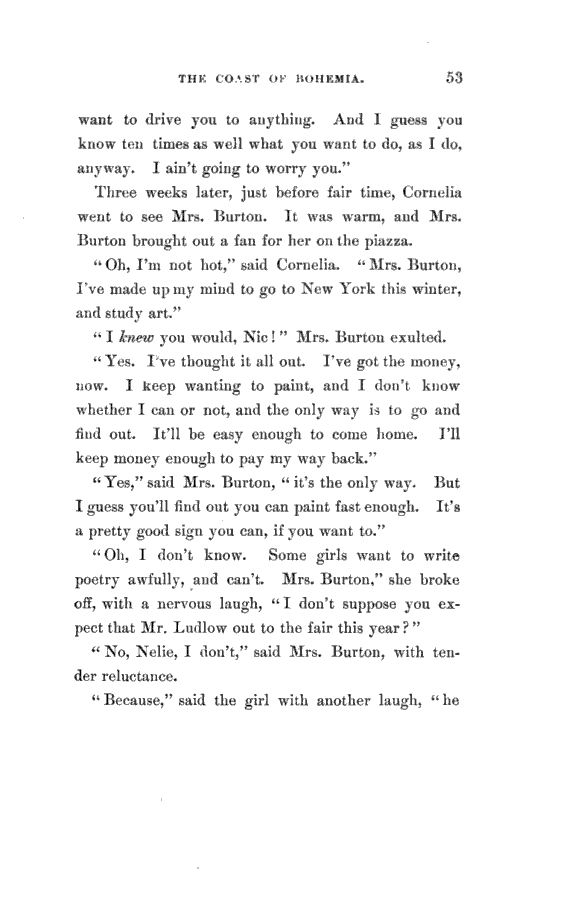 THE COAST OF BOHEMIA. 53
want to drive you to anything. And I guess you
know ten times as well what you want to do, as I do,
anyway. I ain't going to worry you."
Three weeks later, just before fair time, Cornelia
went to see Mrs. Burton. It was warm, and Mrs.
Burton brought out a fan for her on the piazza.
"Oh, I'm not hot," said Cornelia. "Mrs. Burton,
I've made up my mind to go to New York this winter,
and study art."
"I knew you would, Nie!" Mrs. Burton exulted.
"Yes. I've thought it all out. I've got the money,
now. I keep wanting to paint, and I don't know
whether I can or not, and the only way is to go and
find out. It'll be easy enough to come home. I'll
keep money enough to pay my way back."
"Yes," said Mrs. Burton, "it's the only way. But
I guess you'll find out you can paint fast enough. It's
a pretty good sign you can, if you want to."
"Oh, I don't know. Some girls want to write
poetry awfully, and can't. Mrs. Burton," she broke
off, with a nervous laugh, "I don't suppose you ex-
pect that Mr. Ludlow out to the fair this year?"
"No, Nelie, I don't," said Mrs. Burton, with ten-
der reluctance.
"Because," said the girl with another laugh, "he